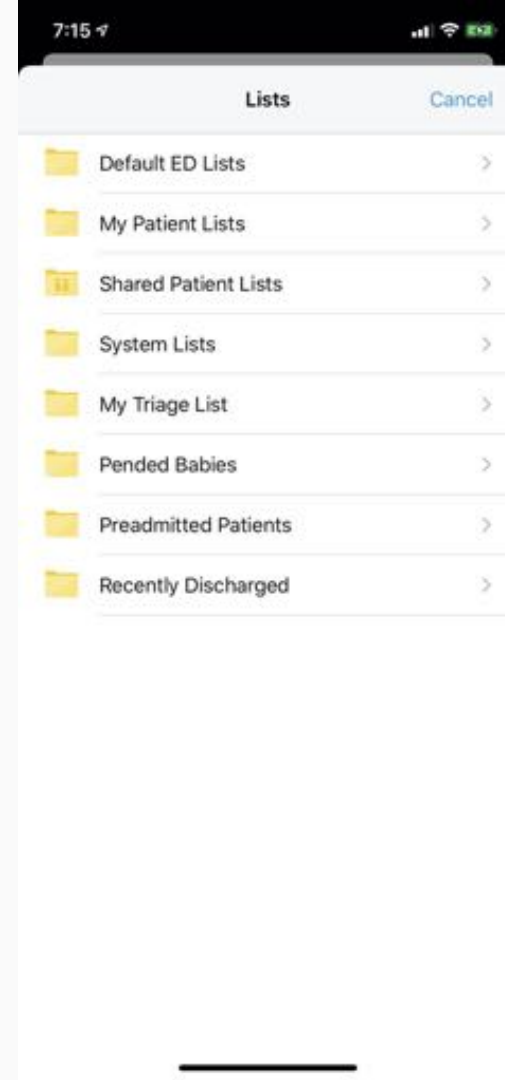 7:15
Lists
Cancel
Default ED Lists
My Patient Lists
Shared Patient Lists
System Lists
My Triage List
Pended Babies
Preadmitted Patients
Recently Discharged